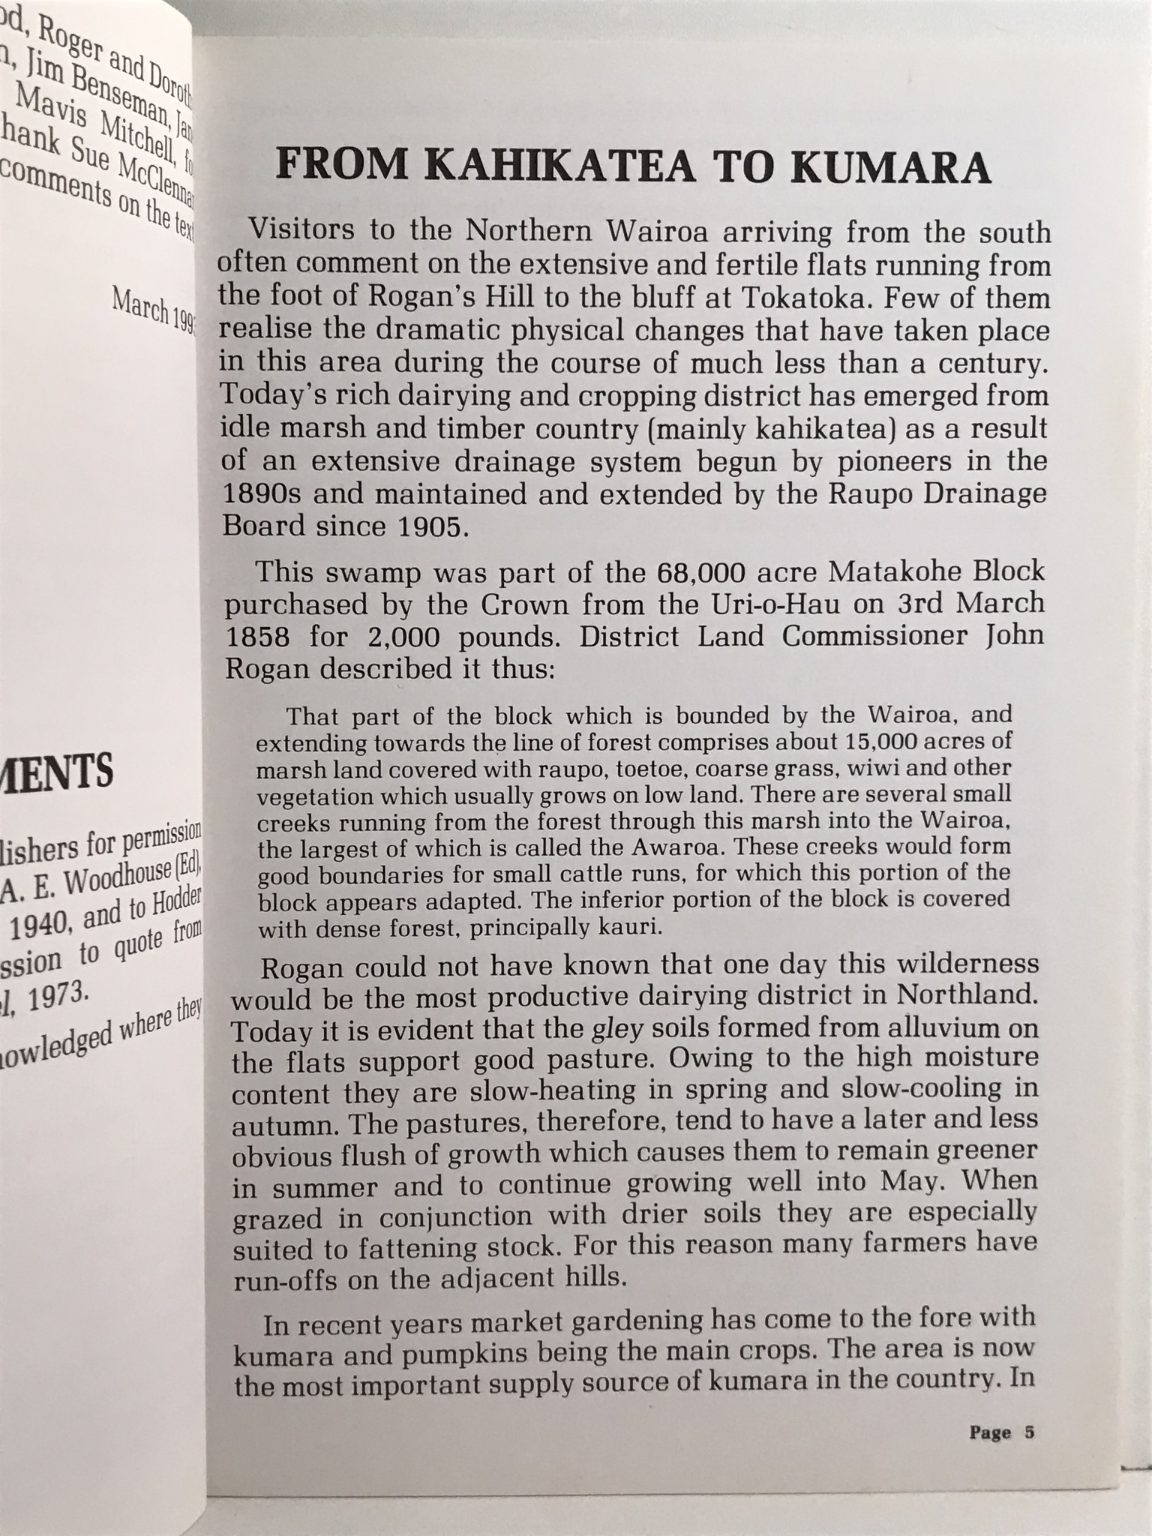 Roger and
Jim Benseman,
Mavis Mitchell,
Sue McClennan
comments on the text
March
lishers for permission
A. E. Woodhouse (Ed),
1940, and to Hodder
ssion to quote from
1973.
nowledged where they
FROM KAHIKATEA TO KUMARA
Visitors to the Northern Wairoa arriving from the south
often comment on the extensive and fertile flats running from
the foot of Rogan's Hill to the bluff at Tokatoka. Few of them
realise the dramatic physical changes that have taken place
in this area during the course of much less than a century.
Today's rich dairying and cropping district has emerged from
idle marsh and timber country (mainly kahikatea) as a result
of an extensive drainage system begun by pioneers in the
1890s and maintained and extended by the Raupo Drainage
Board since 1905.
This swamp was part of the 68,000 acre Matakohe Block
purchased by the Crown from the Uri-o-Hau on 3rd March
1858 for 2,000 pounds. District Land Commissioner John
Rogan described it thus:
That part of the block which is bounded by the Wairoa, and
extending towards the line of forest comprises about 15,000 acres of
marsh land covered with raupo, toetoe, coarse grass, wiwi and other
vegetation which usually grows on low land. There are several small
creeks running from the forest through this marsh into the Wairoa,
the largest of which is called the Awaroa. These creeks would form
good boundaries for small cattle runs, for which this portion of the
block appears adapted. The inferior portion of the block is covered
with dense forest, principally kauri.
Rogan could not have known that one day this wilderness
would be the most productive dairying district in Northland.
Today it is evident that the gley soils formed from alluvium on
the flats support good pasture. Owing to the high moisture
content they are slow-heating in spring and slow-cooling in
autumn. The pastures, therefore, tend to have a later and less
obvious flush of growth which causes them to remain greener
in summer and to continue growing well into May. When
grazed in conjunction with drier soils they are especially
suited to fattening stock. For this reason many farmers have
run-offs on the adjacent hills.
In recent years market gardening has come to the fore with
kumara and pumpkins being the main crops. The area is now
the most important supply source of kumara in the country. In
Page 5